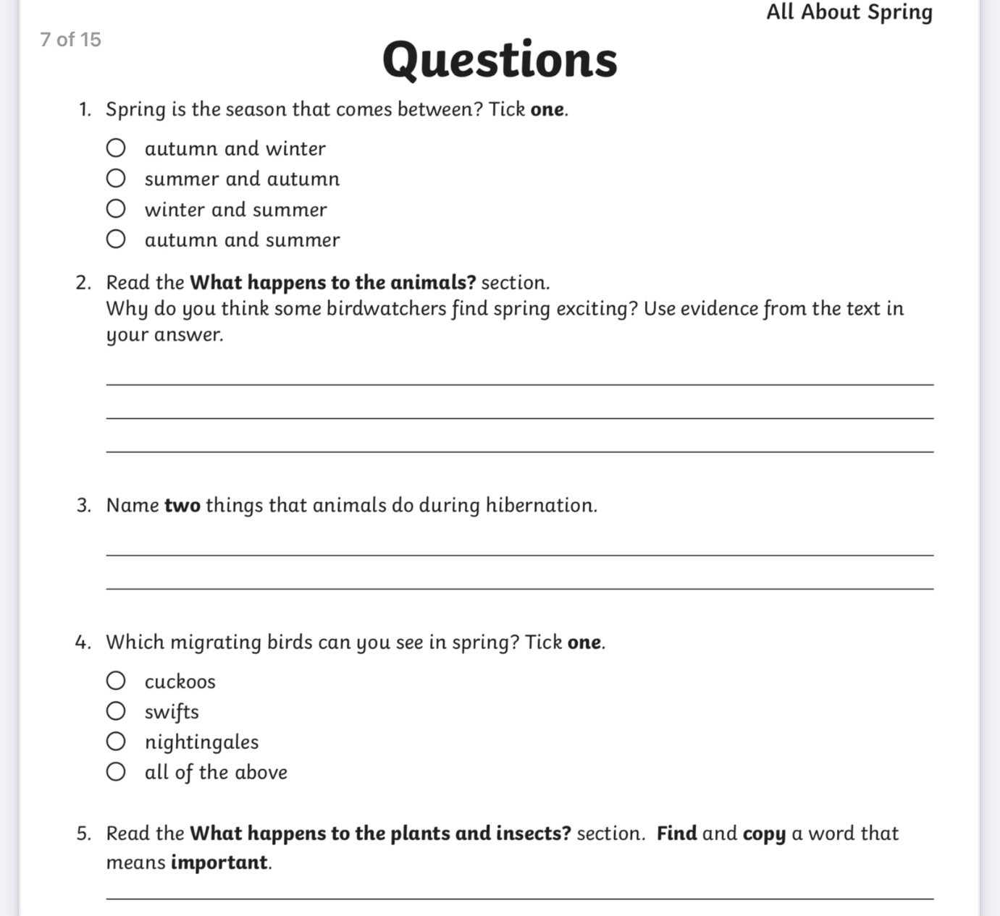 All About Spring
7 of 15
Questions
1. Spring is the season that comes between? Tick one.
autumn and winter
summer and autumn
winter and summer
autumn and summer
2. Read the What happens to the animals? section.
Why do you think some birdwatchers find spring exciting? Use evidence from the text in
your answer.
3. Name two things that animals do during hibernation.
4. Which migrating birds can you see in spring? Tick one.
cuckoos
swifts
nightingales
all of the above
5. Read the What happens to the plants and insects? section. Find and copy a word that
means important.